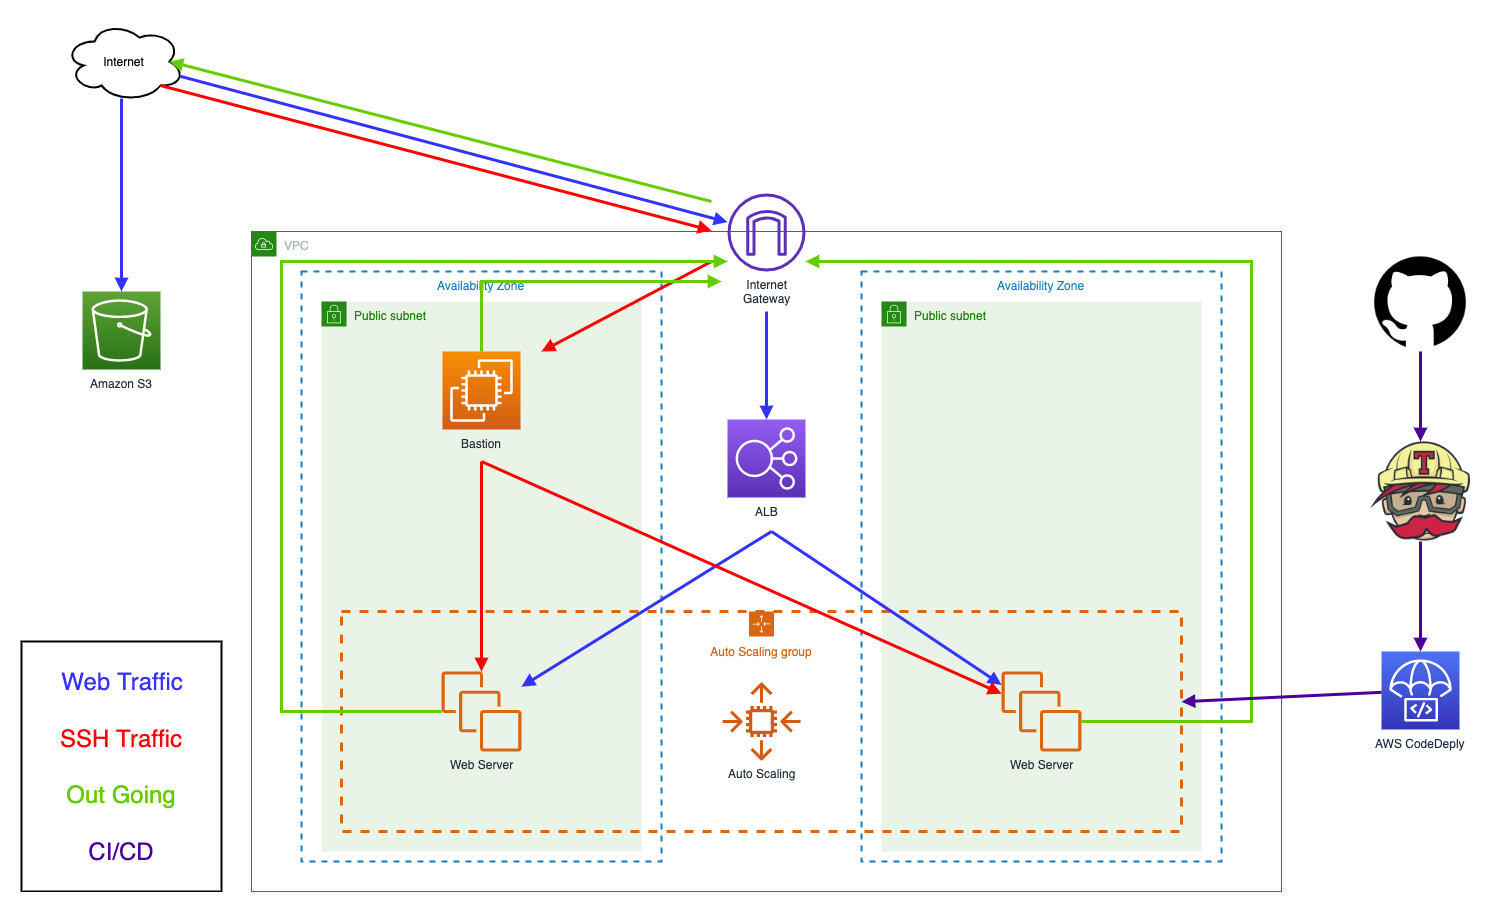 Internet
VPC
Internet
Gateway
Availability Zone
Availability Zone
Public subnet
Public subnet
Amazon S3
Bastion
T
ALB
Auto Scaling group
Web Traffic
SSH Traffic
Out Going
CI/CD
</>
AWS CodeDeply
Web Server
Auto Scaling
Web Server